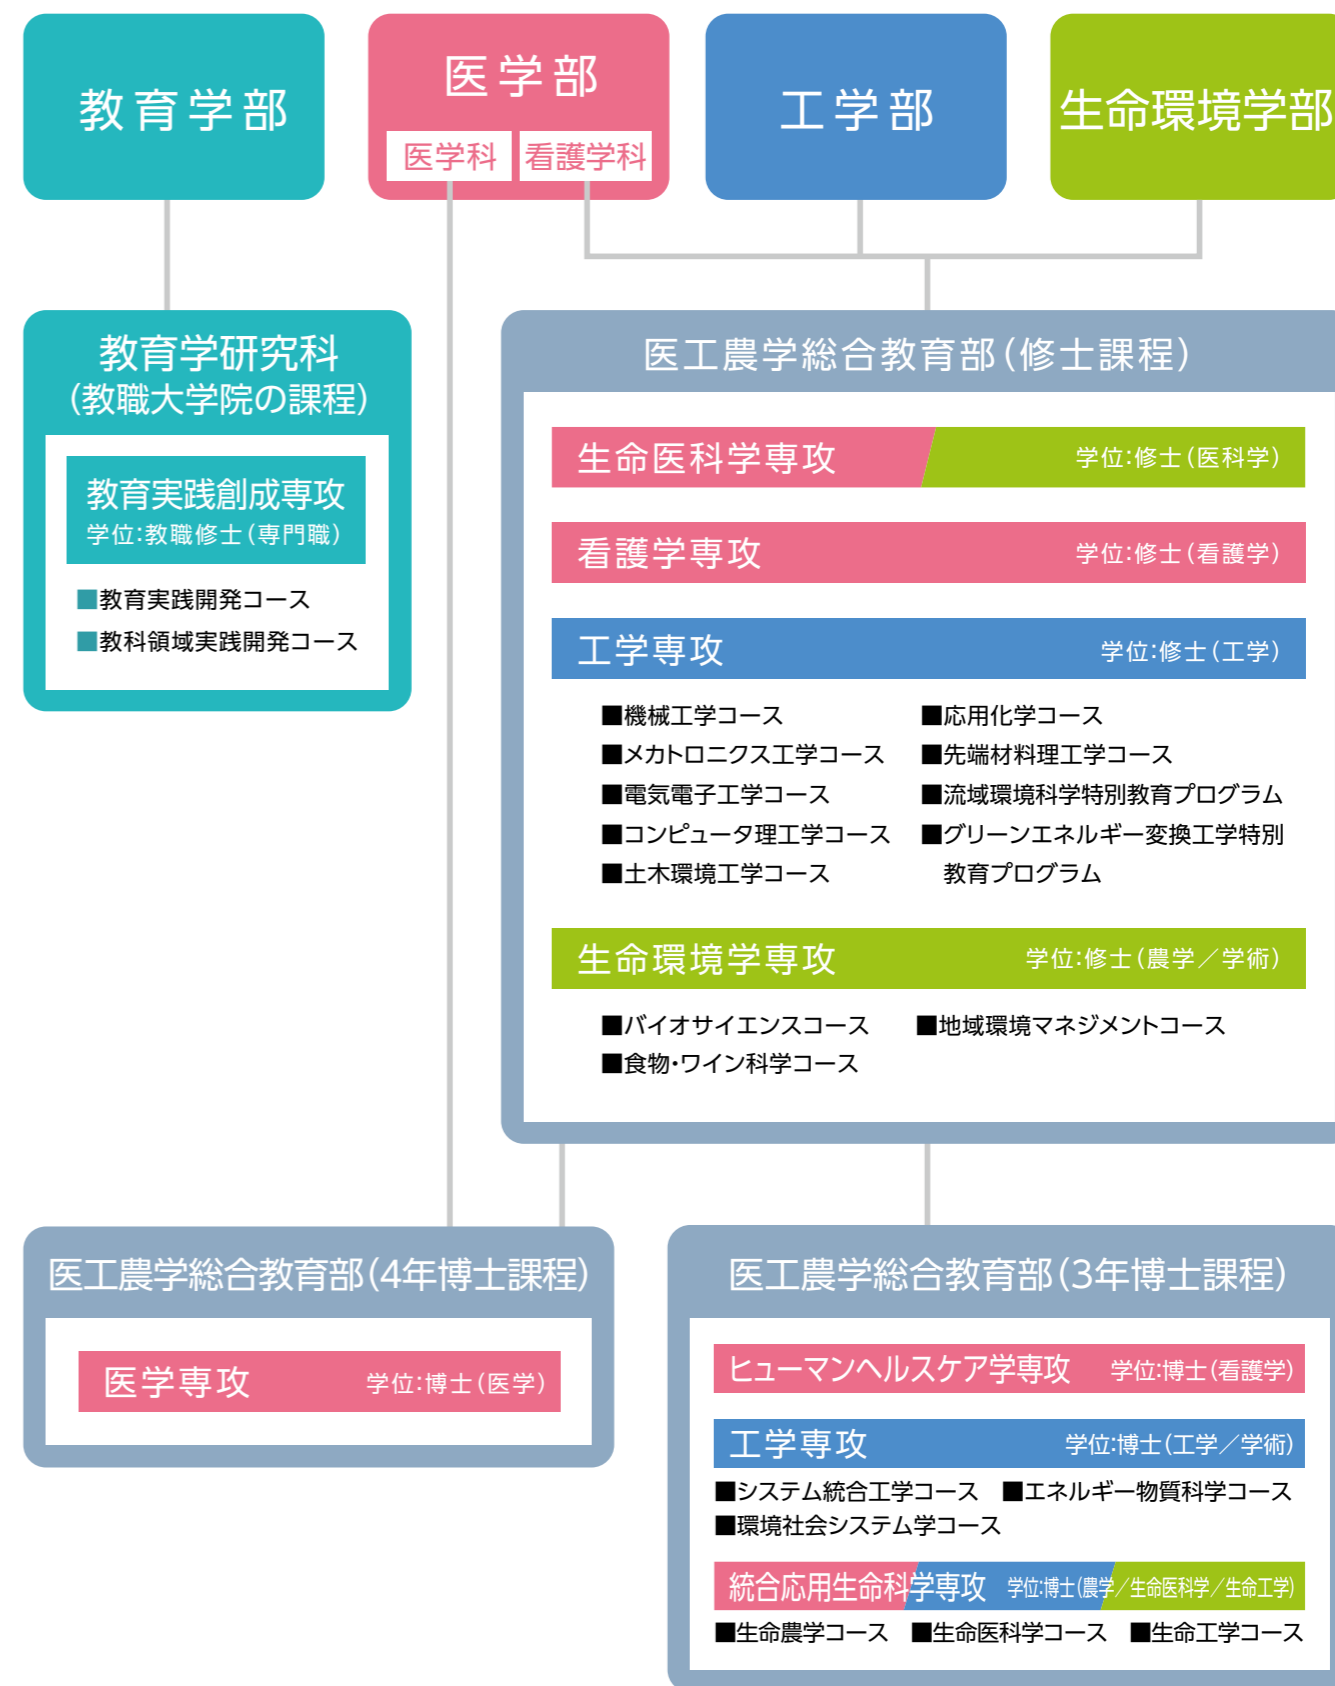 教育学部
医学部
医学科 看護学科
工学部
生命環境学部
教育学研究科
（教職大学院の課程）
教育実践創成専攻
学位:教職修士（専門職）
■教育実践開発コース
■教科領域実践開発コース
医工農学総合教育部（修士課程）
生命医科学専攻 学位:修士（医科学）
看護学専攻 学位:修士（看護学）
工学専攻 学位:修士（工学）
■機械工学コース ■応用化学コース
■メカトロニクス工学コース ■先端材料理工学コース
■電気電子工学コース ■流域環境科学特別教育プログラム
■コンピュータ理工学コース ■グリーンエネルギー変換工学特別
■土木環境工学コース 教育プログラム
生命環境学専攻 学位:修士（農学／学術）
■バイオサイエンスコース ■地域環境マネジメントコース
■食物・ワイン科学コース
医工農学総合教育部（4年博士課程）
医学専攻 学位:博士（医学）
医工農学総合教育部（3年博士課程）
ヒューマンヘルスケア学専攻 学位:博士（看護学）
工学専攻 学位:博士（工学／学術）
■システム統合工学コース ■エネルギー物質科学コース
■環境社会システム学コース
統合応用生命科学専攻 学位:博士（農学／生命医科学／生命工学）
■生命農学コース ■生命医科学コース ■生命工学コース